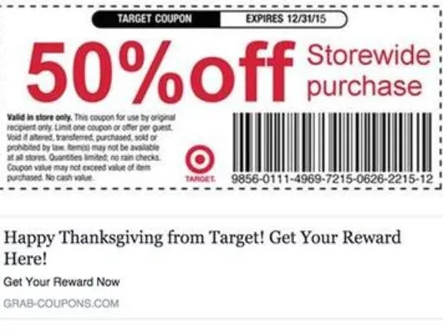 TARGET COUPON EXPIRES 12/31/15
50%off Storewide
purchase
Valid in store only. This coupon for use by original
recipient only. Limit one coupon or offer per guest.
Void if altered, transferred, purchased, sold or
prohibited by law. Item(s) may not be available
at all stores. Quantities limited; no rain checks.
Coupon value may not exceed value of item
purchased. No cash value.
TARGET.
9856-0111-4969-7215-0626-2215-12
Happy Thanksgiving from Target! Get Your Reward
Here!
Get Your Reward Now
GRAB-COUPONS.COM